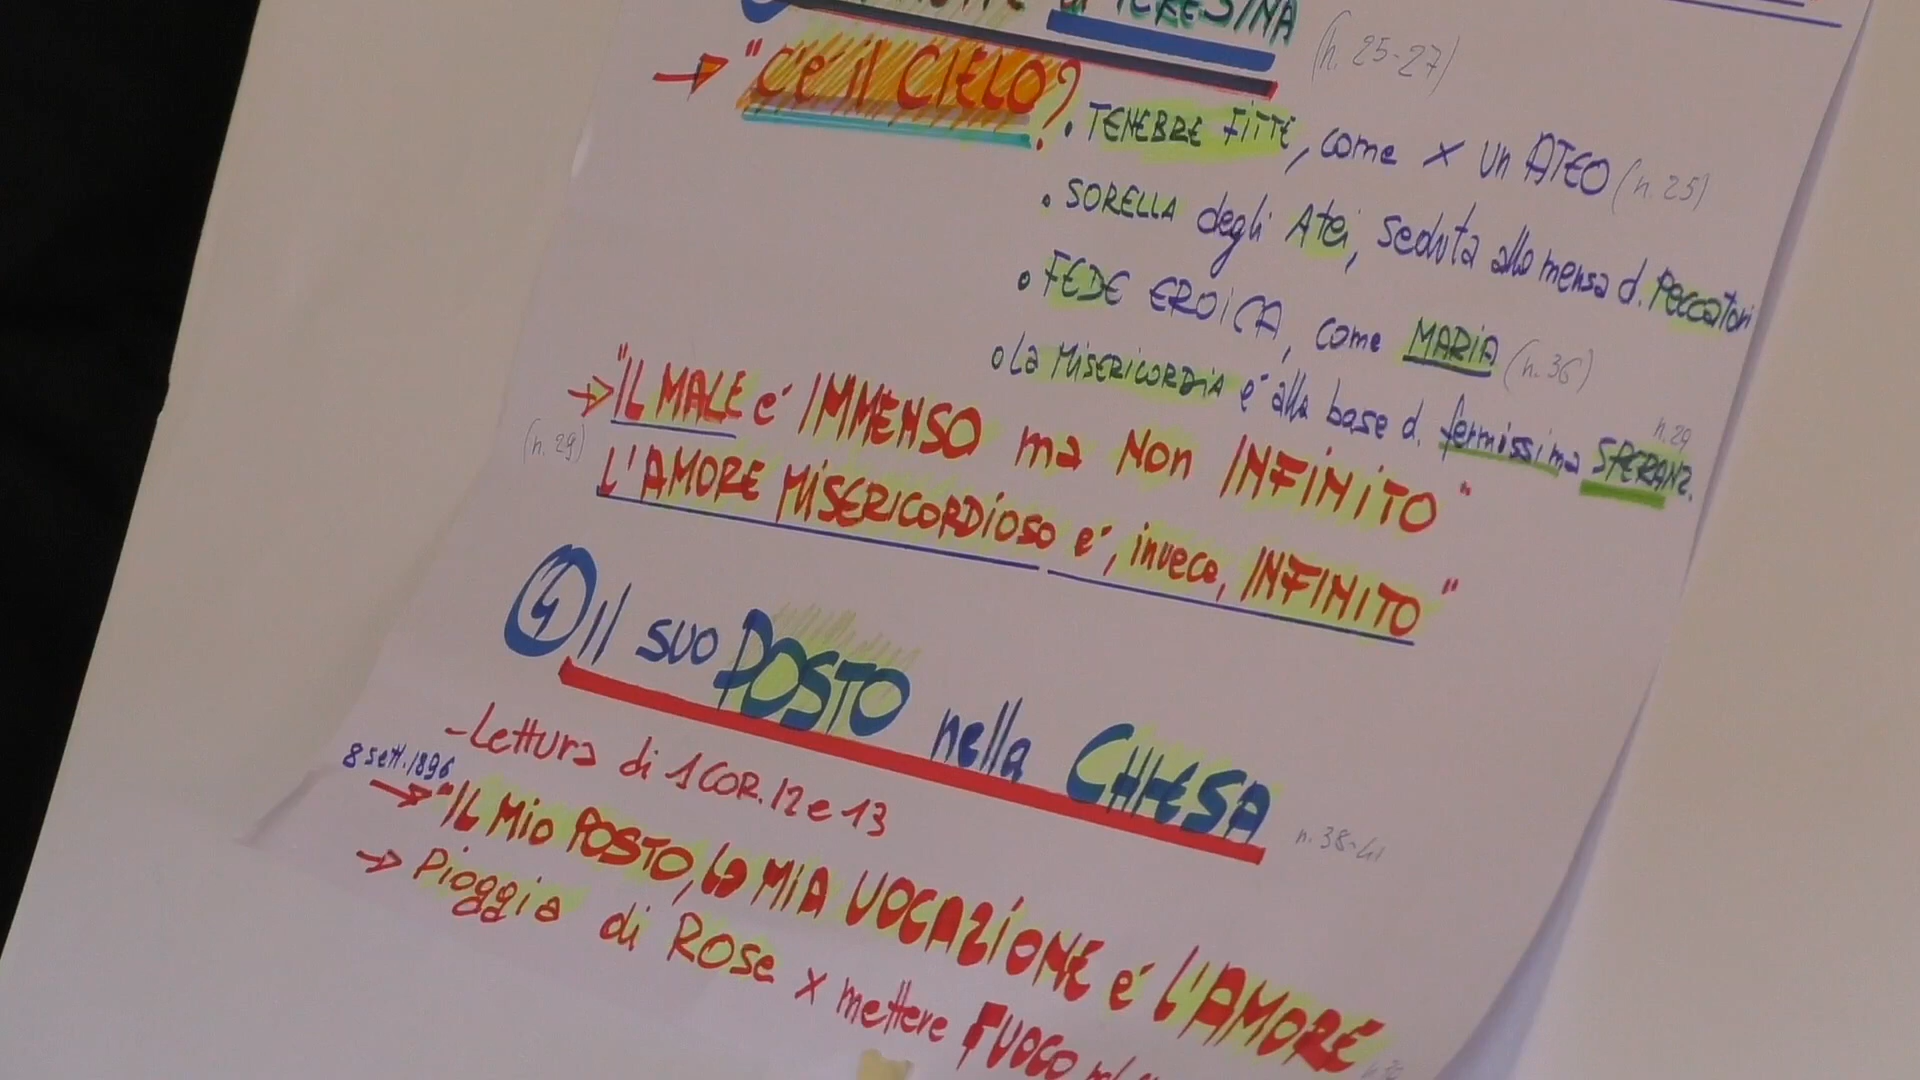 di TERESINA (n. 25-27)
→ "C'è il CIELO?
• TENEBRE FITTE, come x un ATEO (n. 25)
• SORELLA degli Atei, seduta alla mensa d. Peccatori
• FEDE EROICA, come MARIA (n. 36)
• La MISERICORDIA è alla base d. fermissima SPERANZ. n. 29
→ "IL MALE é IMMENSO ma Non INFINITO"
(n. 29) L'AMORE MISERICORDIOSO é, invece, INFINITO"
④ Il suo POSTO nella CHIESA n. 38-41
- Lettura di 1 COR. 12 e 13
8 sett. 1896
→ "IL Mio POSTO, la MIA VOCAZIONE é L'AMORE
→ Pioggia di ROSE x mettere FUOCO